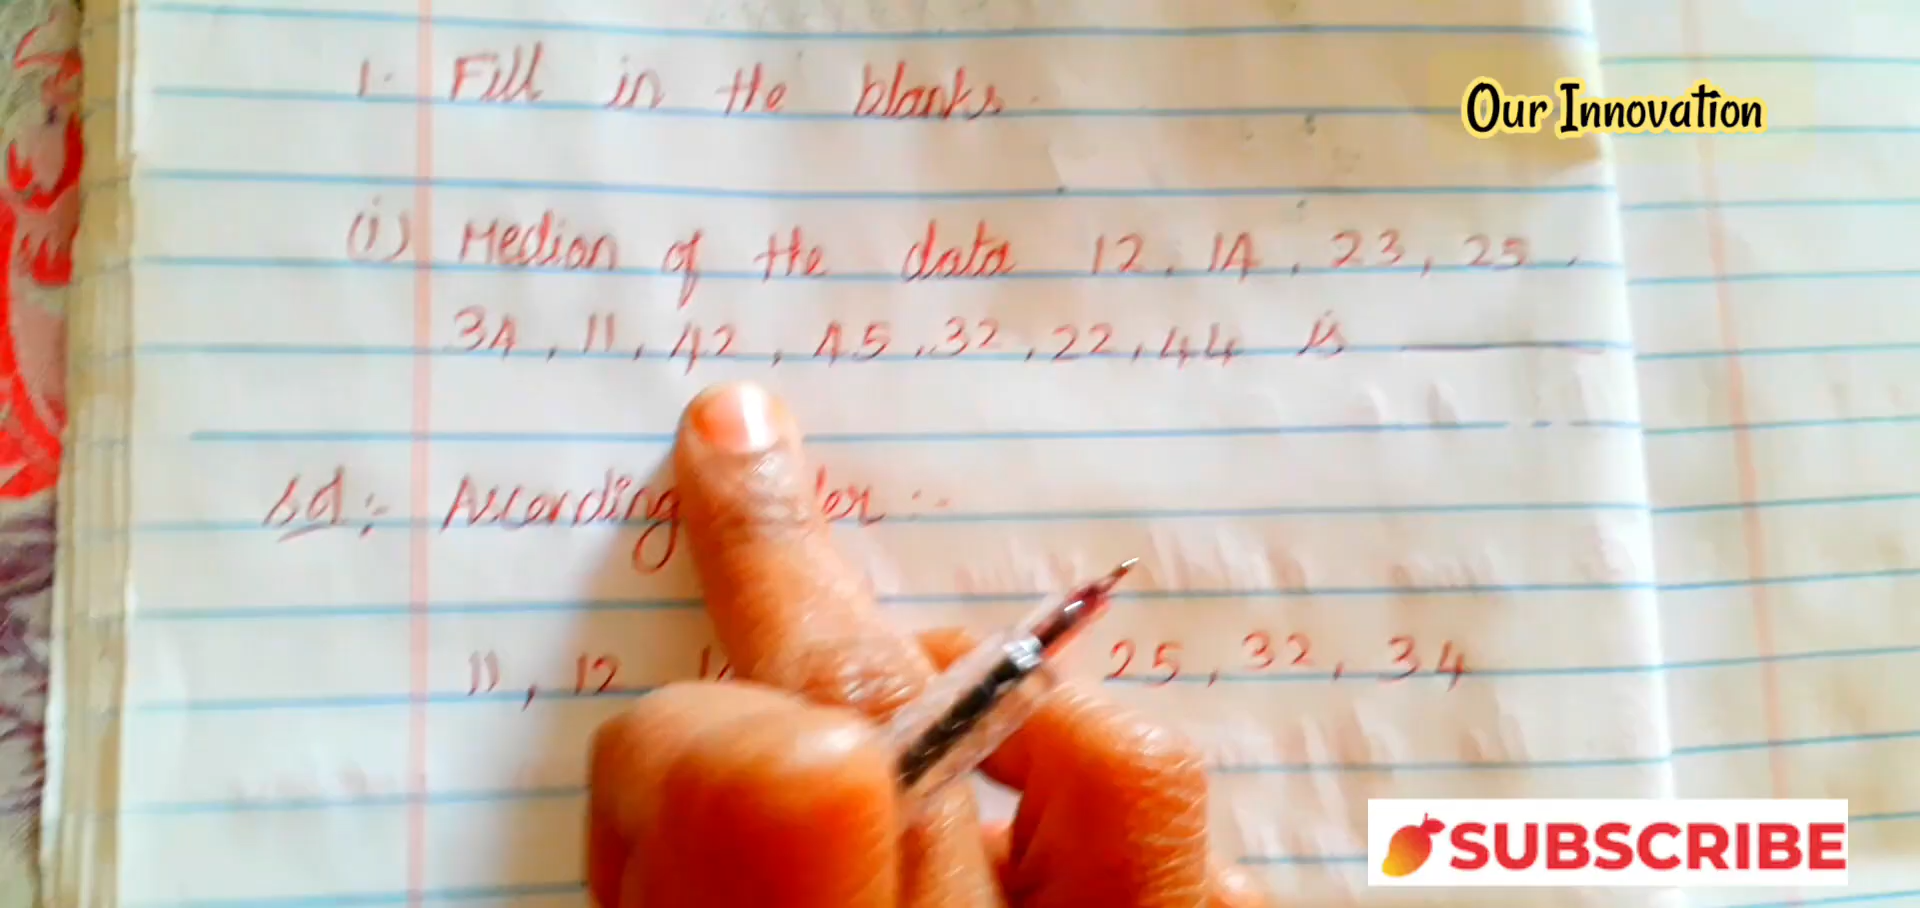 1. Fill in the blanks.
Our Innovation
(i) Median of the data 12, 14, 23, 25,
34, 11, 42, 45, 32, 22, 44 is ______
Sol:- Ascending :-
11, 12, 25, 32, 34
SUBSCRIBE